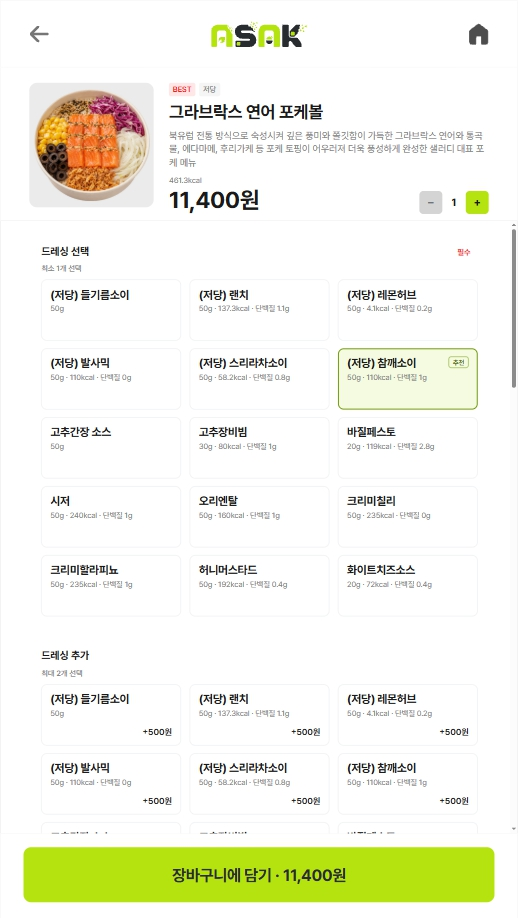 ASAK
BEST 저당
그라브락스 연어 포케볼
북유럽 전통 방식으로 숙성시켜 깊은 풍미와 쫄깃함이 가득한 그라브락스 연어와 통곡
물, 에다마메, 후리가케 등 포케 토핑이 어우러져 더욱 풍성하게 완성한 샐러디 대표 포
케 메뉴
461.3kcal
11,400원
− 1 +
드레싱 선택 필수
최소 1개 선택
(저당) 들기름소이 (저당) 랜치 (저당) 레몬허브
50g 50g · 137.3kcal · 단백질 1.1g 50g · 4.1kcal · 단백질 0.2g
(저당) 발사믹 (저당) 스리라차소이 (저당) 참깨소이 추천
50g · 110kcal · 단백질 0g 50g · 58.2kcal · 단백질 0.8g 50g · 110kcal · 단백질 1g
고추간장 소스 고추장비빔 바질페스토
50g 30g · 80kcal · 단백질 1g 20g · 119kcal · 단백질 2.8g
시저 오리엔탈 크리미칠리
50g · 240kcal · 단백질 1g 50g · 160kcal · 단백질 1g 50g · 235kcal · 단백질 0g
크리미할라피뇨 허니머스타드 화이트치즈소스
50g · 235kcal · 단백질 1g 50g · 192kcal · 단백질 0.4g 20g · 72kcal · 단백질 0.4g
드레싱 추가
최대 2개 선택
(저당) 들기름소이 (저당) 랜치 (저당) 레몬허브
50g 50g · 137.3kcal · 단백질 1.1g 50g · 4.1kcal · 단백질 0.2g
+500원 +500원 +500원
(저당) 발사믹 (저당) 스리라차소이 (저당) 참깨소이
50g · 110kcal · 단백질 0g 50g · 58.2kcal · 단백질 0.8g 50g · 110kcal · 단백질 1g
+500원 +500원 +500원
장바구니에 담기 · 11,400원